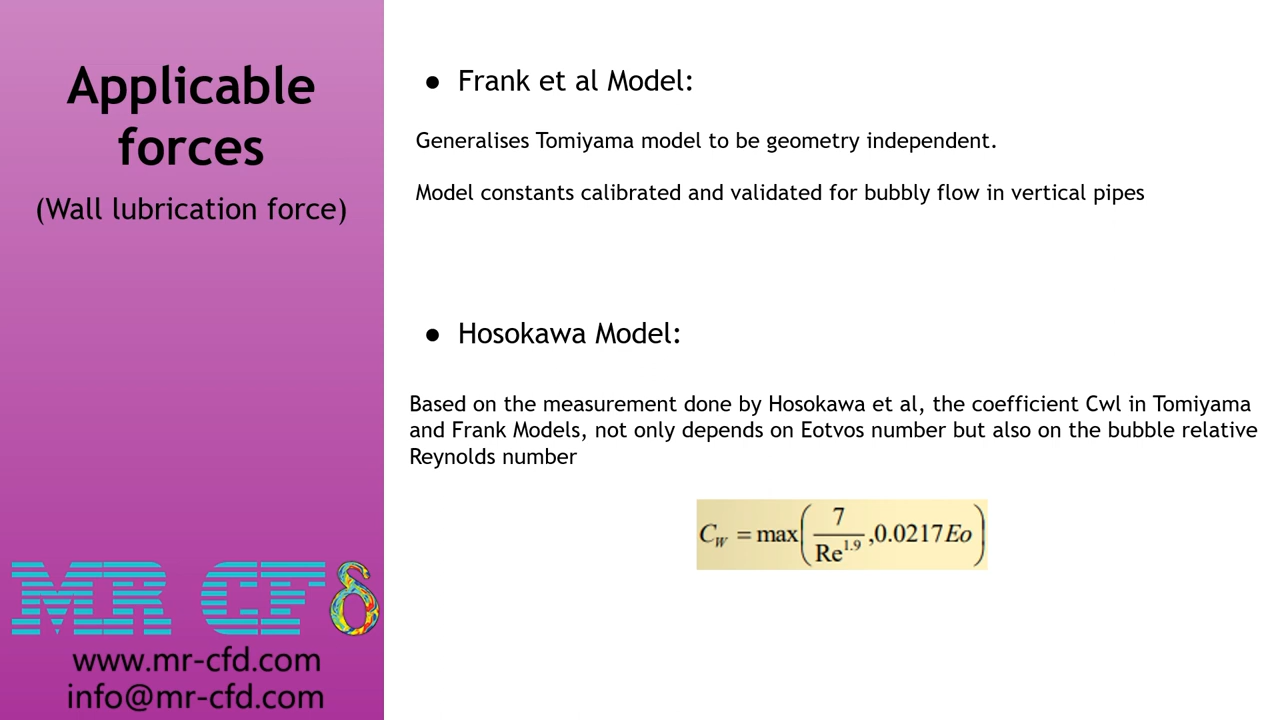 Applicable
forces
(Wall lubrication force)
MR CFδ
www.mr-cfd.com
info@mr-cfd.com
● Frank et al Model:
Generalises Tomiyama model to be geometry independent.
Model constants calibrated and validated for bubbly flow in vertical pipes
● Hosokawa Model:
Based on the measurement done by Hosokawa et al, the coefficient Cwl in Tomiyama
and Frank Models, not only depends on Eotvos number but also on the bubble relative
Reynolds number
C_W = max(7/Re^1.9, 0.0217Eo)